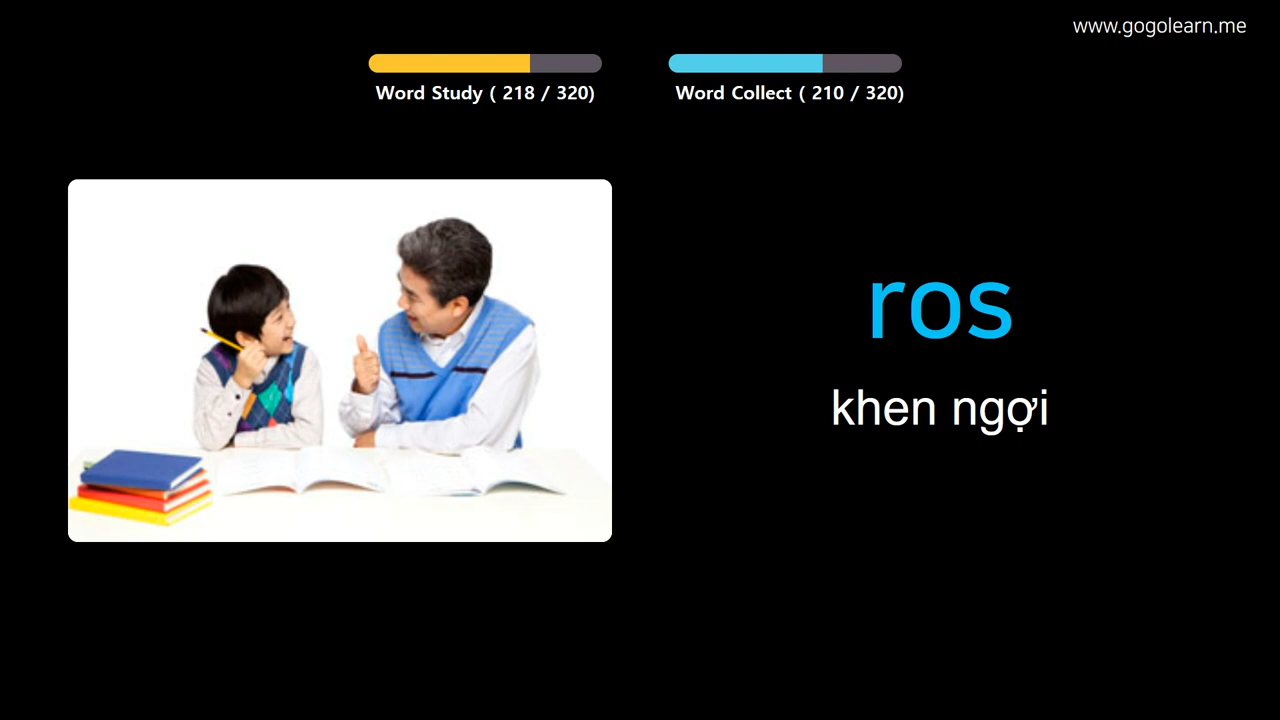 www.gogolearn.me
Word Study ( 218 / 320)
Word Collect ( 210 / 320)
ros
khen ngợi